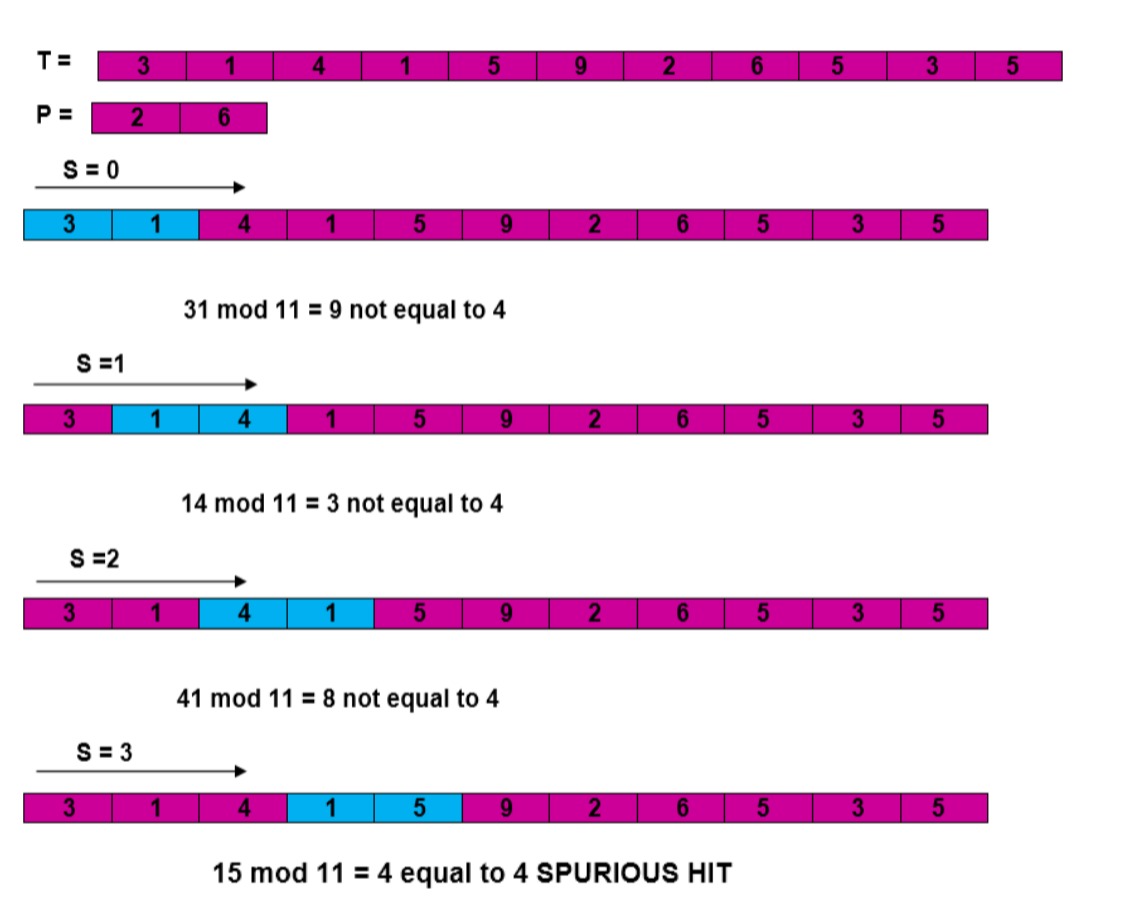 T = 3 1 4 1 5 9 2 6 5 3 5
P = 2 6
S = 0
3 1 4 1 5 9 2 6 5 3 5
31 mod 11 = 9 not equal to 4
S =1
3 1 4 1 5 9 2 6 5 3 5
14 mod 11 = 3 not equal to 4
S =2
3 1 4 1 5 9 2 6 5 3 5
41 mod 11 = 8 not equal to 4
S = 3
3 1 4 1 5 9 2 6 5 3 5
15 mod 11 = 4 equal to 4 SPURIOUS HIT